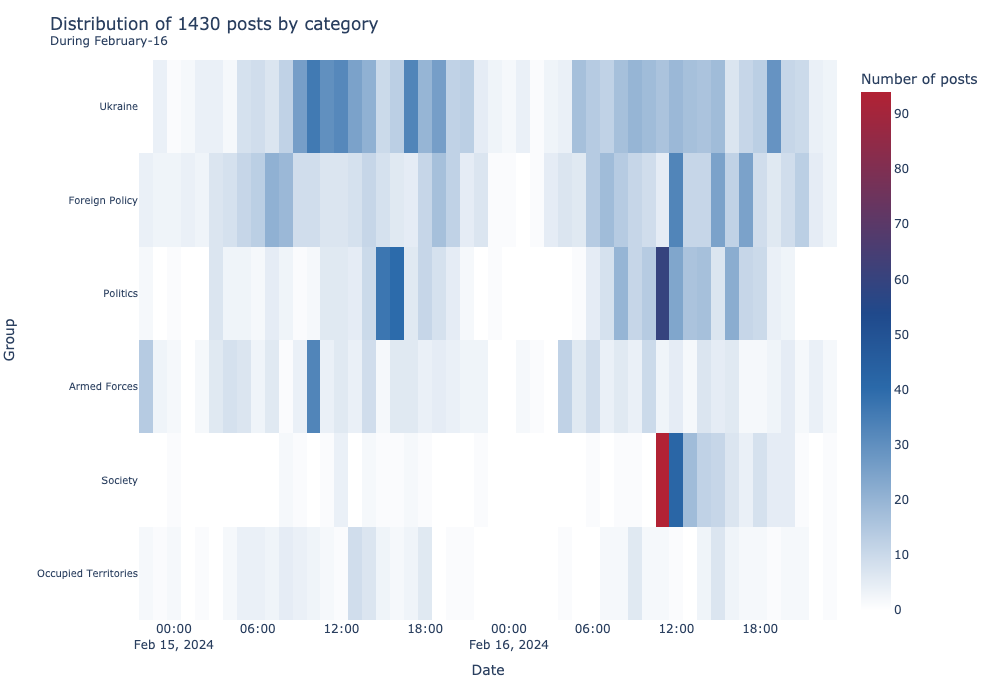 Distribution of 1430 posts by category
During February-16
Number of posts
Ukraine
Foreign Policy
Politics
Armed Forces
Society
Occupied Territories
Group
90
80
70
60
50
40
30
20
10
0
00:00 06:00 12:00 18:00 00:00 06:00 12:00 18:00
Feb 15, 2024 Feb 16, 2024
Date